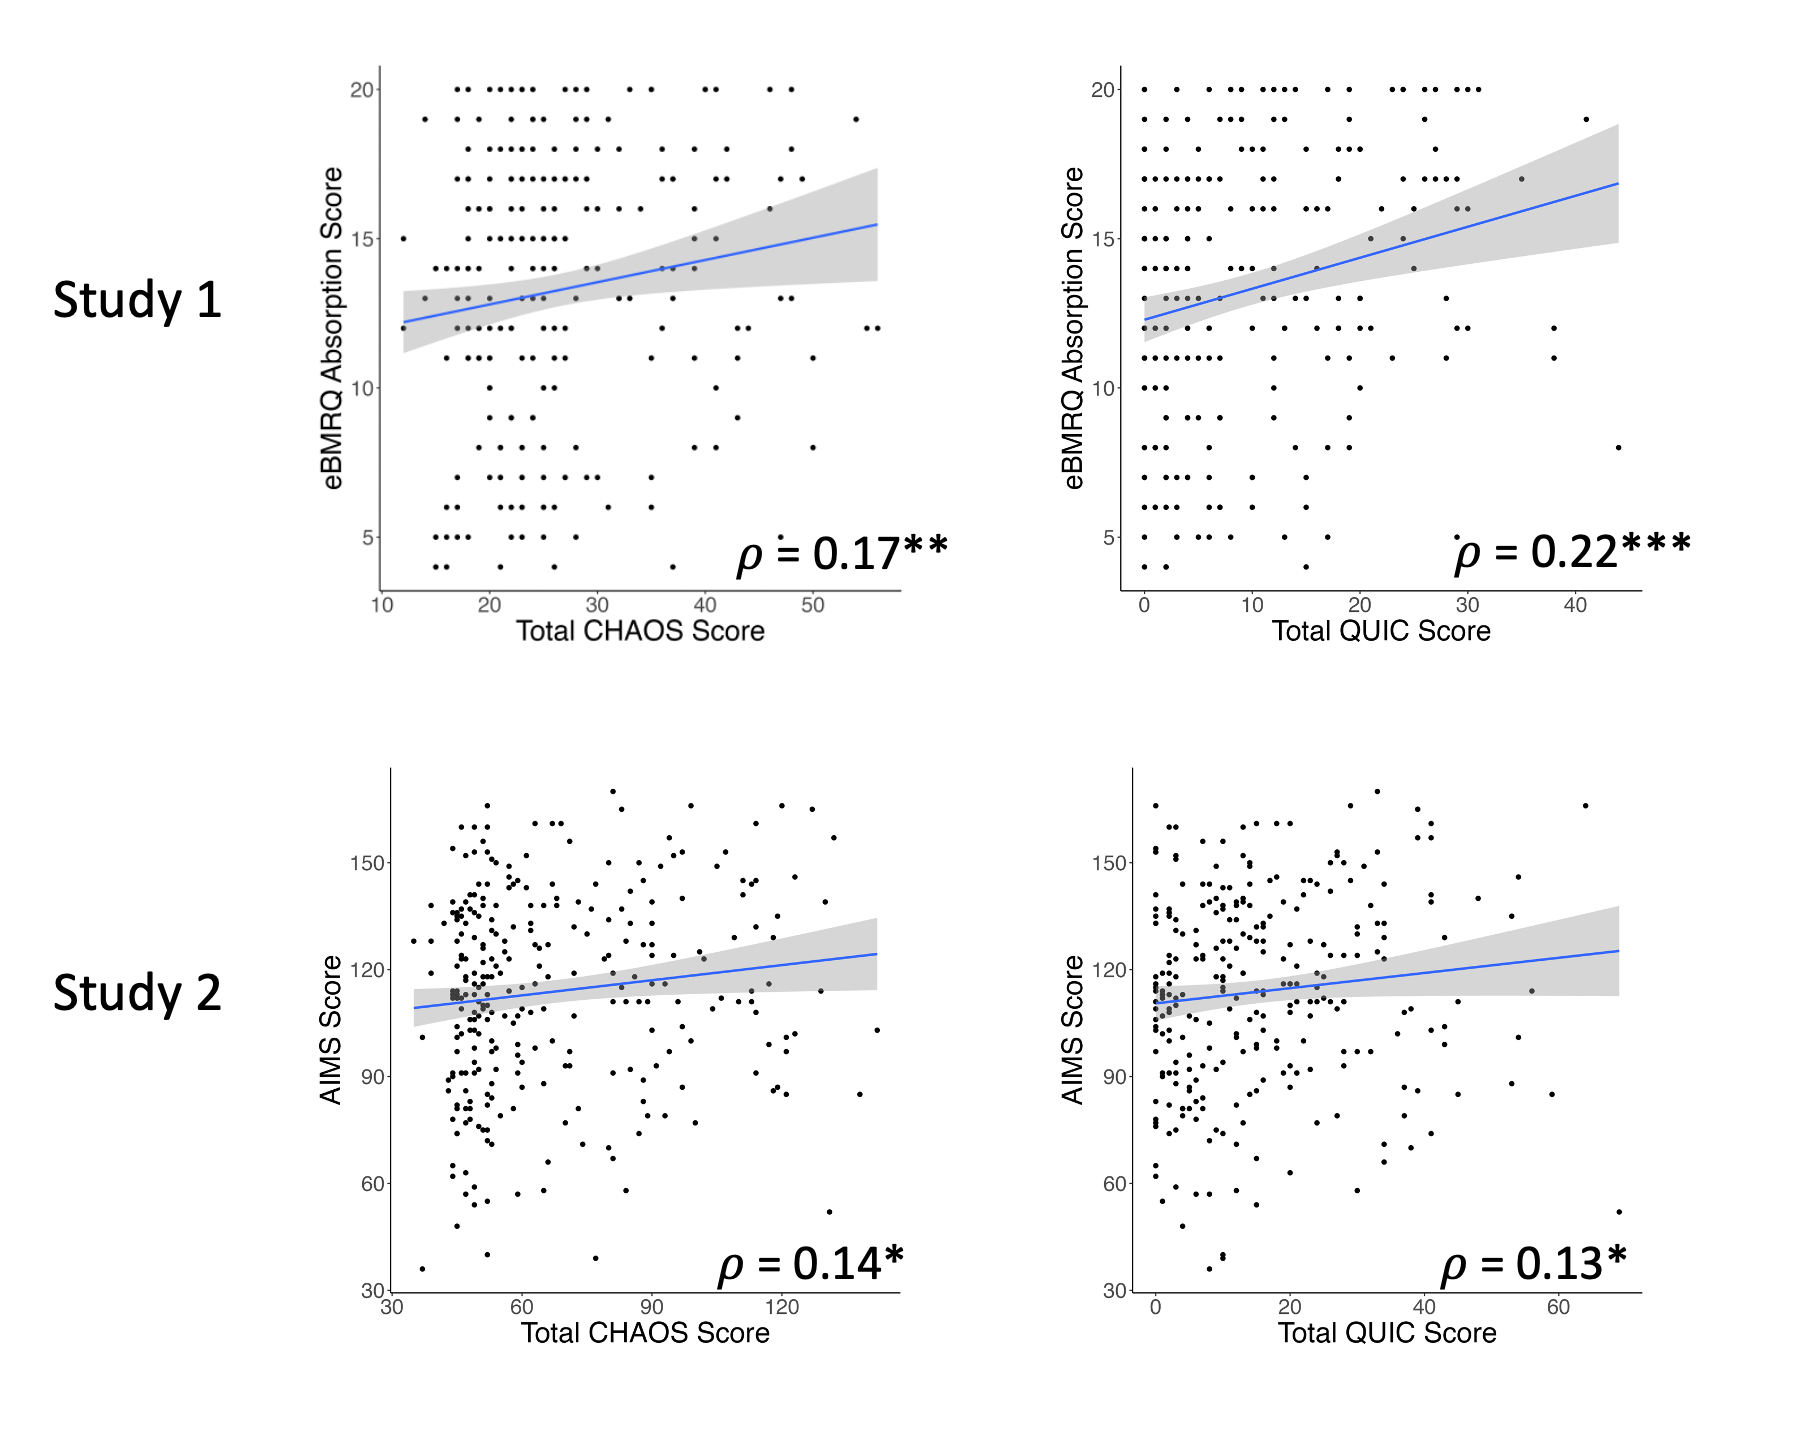 Study 1
eBMRQ Absorption Score
20
15
10
5
10 20 30 40 50
Total CHAOS Score
ρ = 0.17**
eBMRQ Absorption Score
20
15
10
5
0 10 20 30 40
Total QUIC Score
ρ = 0.22***
Study 2
AIMS Score
150
120
90
60
30
30 60 90 120
Total CHAOS Score
ρ = 0.14*
AIMS Score
150
120
90
60
30
0 20 40 60
Total QUIC Score
ρ = 0.13*